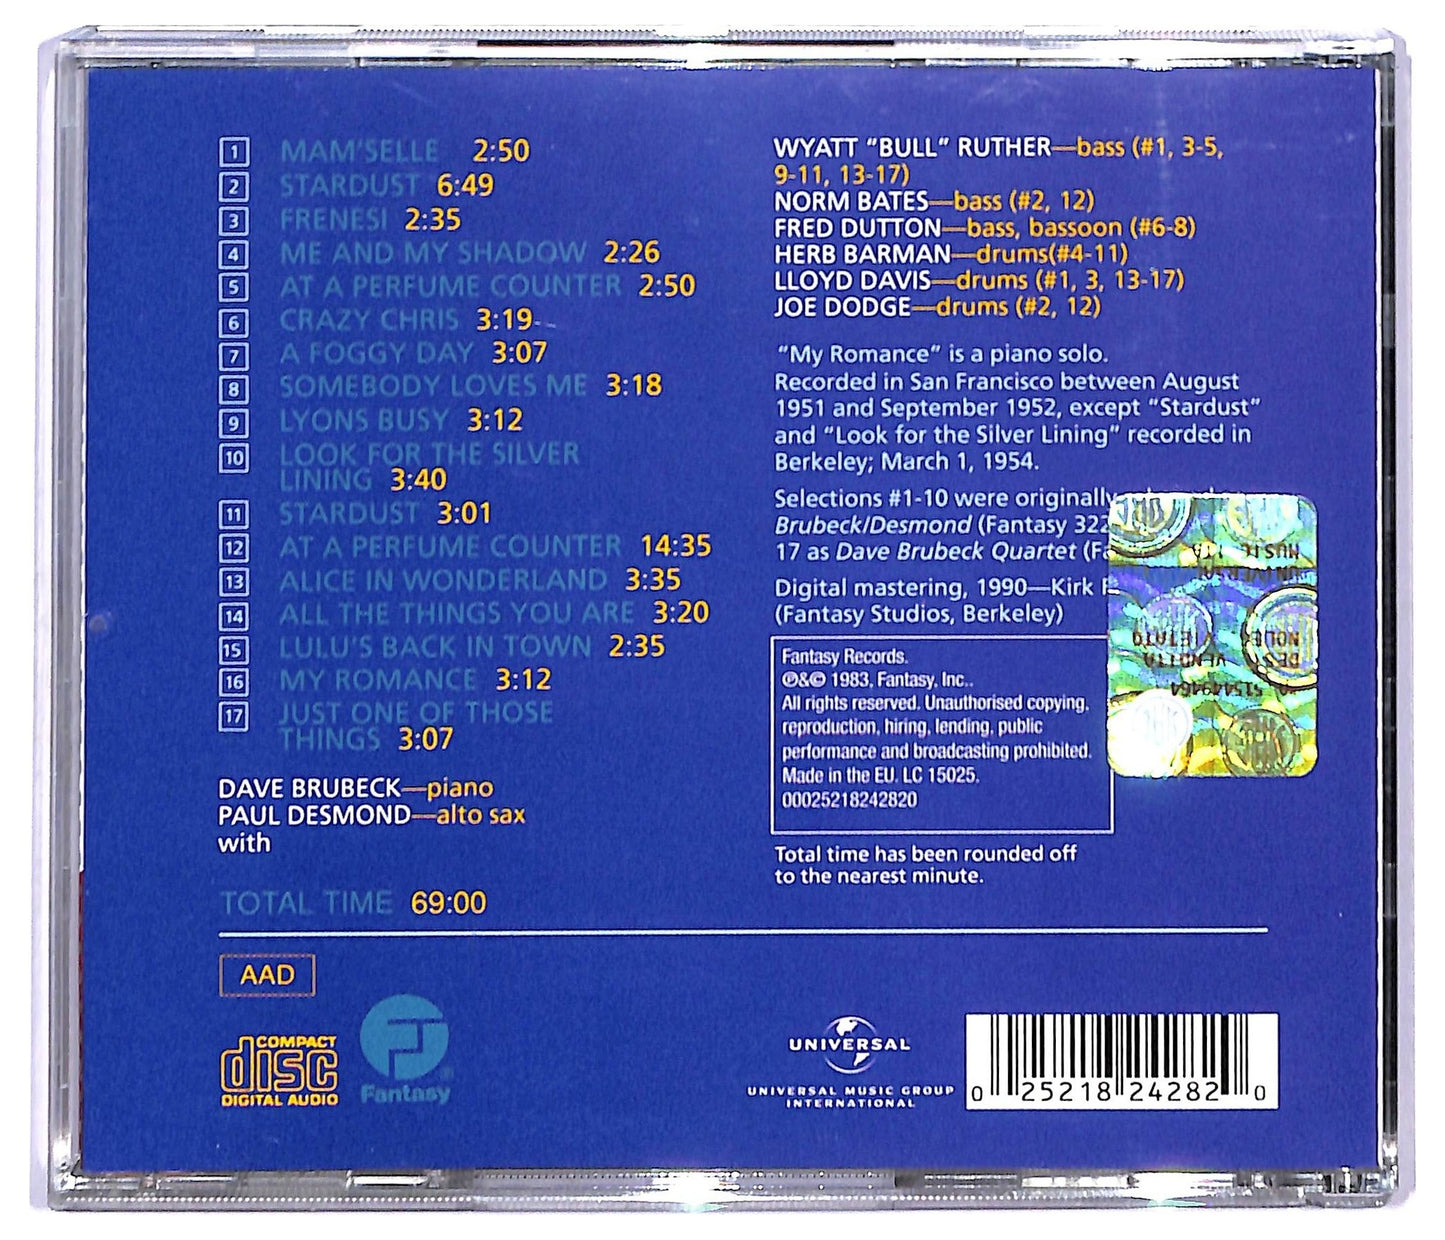 1 MAM'SELLE 2:50
2 STARDUST 6:49
3 FRENESI 2:35
4 ME AND MY SHADOW 2:26
5 AT A PERFUME COUNTER 2:50
6 CRAZY CHRIS 3:19
7 A FOGGY DAY 3:07
8 SOMEBODY LOVES ME 3:18
9 LYONS BUSY 3:12
10 LOOK FOR THE SILVER
LINING 3:40
11 STARDUST 3:01
12 AT A PERFUME COUNTER 14:35
13 ALICE IN WONDERLAND 3:35
14 ALL THE THINGS YOU ARE 3:20
15 LULU'S BACK IN TOWN 2:35
16 MY ROMANCE 3:12
17 JUST ONE OF THOSE
THINGS 3:07
DAVE BRUBECK—piano
PAUL DESMOND—alto sax
with
TOTAL TIME 69:00
WYATT "BULL" RUTHER—bass (#1, 3-5,
9-11, 13-17)
NORM BATES—bass (#2, 12)
FRED DUTTON—bass, bassoon (#6-8)
HERB BARMAN—drums(#4-11)
LLOYD DAVIS—drums (#1, 3, 13-17)
JOE DODGE—drums (#2, 12)
"My Romance" is a piano solo.
Recorded in San Francisco between August
1951 and September 1952, except "Stardust"
and "Look for the Silver Lining" recorded in
Berkeley; March 1, 1954.
Selections #1-10 were originally
Brubeck/Desmond (Fantasy 322
17 as Dave Brubeck Quartet (Fa
Digital mastering, 1990—Kirk F
(Fantasy Studios, Berkeley)
Fantasy Records.
℗&© 1983, Fantasy, Inc..
All rights reserved. Unauthorised copying,
reproduction, hiring, lending, public
performance and broadcasting prohibited.
Made in the EU. LC 15025.
00025218242820
Total time has been rounded off
to the nearest minute.
MUSIC
VIETATO
VENDITA
515449464
AAD
COMPACT
disc
DIGITAL AUDIO
Fantasy
UNIVERSAL
UNIVERSAL MUSIC GROUP
INTERNATIONAL
0 25218 24282 0